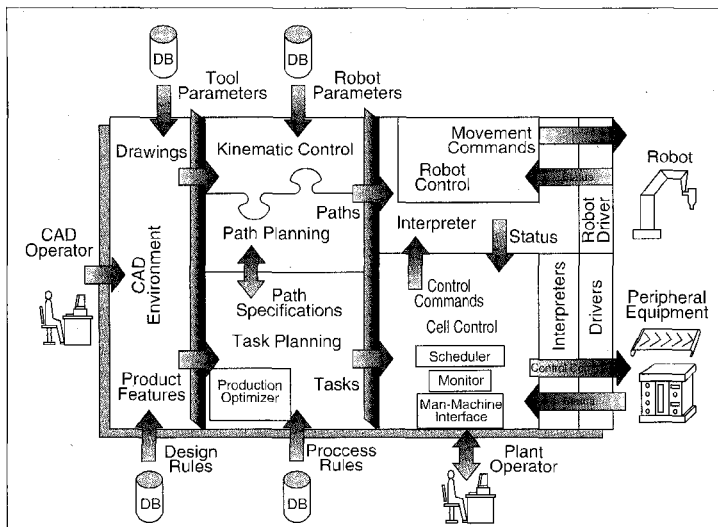 DB
DB
Tool
Parameters
Robot
Parameters
Drawings
Kinematic Control
Movement
Commands
Robot
Control
Robot
Paths
Interpreter
Status
Robot Driver
CAD
Operator
CAD
Environment
Path Planning
Path
Specifications
Control
Commands
Cell Control
Interpreters
Drivers
Peripheral
Equipment
Task Planning
Scheduler
Product
Features
Production
Optimizer
Tasks
Monitor
Man-Machine
Interface
Control
Design
Rules
Proccess
Rules
Plant
Operator
DB
DB